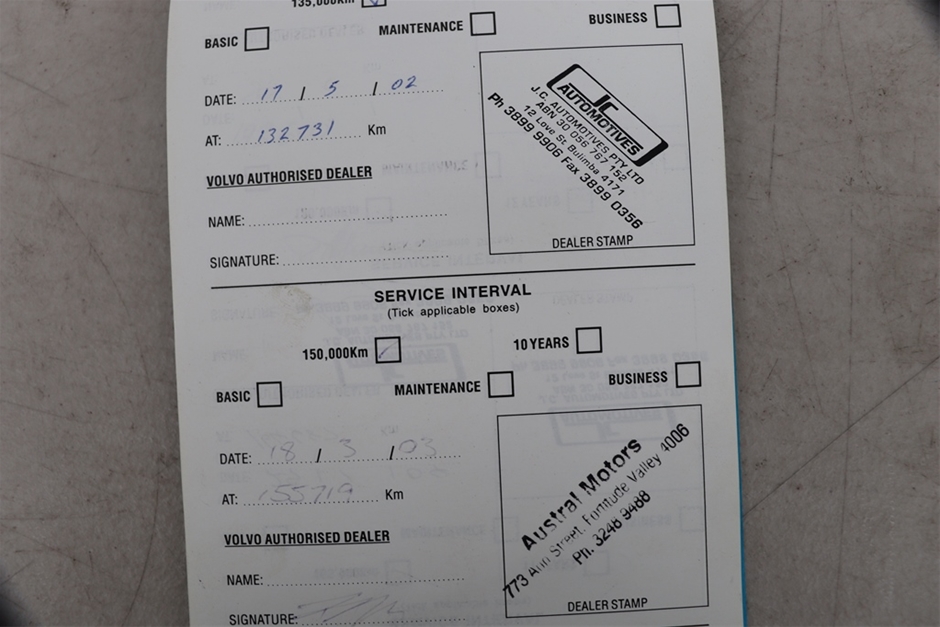 135,000Km
BASIC MAINTENANCE BUSINESS
DATE: 17 / 5 / 02
AT: 132731 Km
VOLVO AUTHORISED DEALER
NAME:
SIGNATURE:
JC
AUTOMOTIVES
J.C. AUTOMOTIVES PTY LTD
ABN 30 056 767 152
12 Love St Bulimba 4171
Ph 3899 9906 Fax 3899 0356
DEALER STAMP
SERVICE INTERVAL
(Tick applicable boxes)
150,000Km 10 YEARS
BASIC MAINTENANCE BUSINESS
DATE: 18 / 3 / 03
AT: 155719 Km
VOLVO AUTHORISED DEALER
NAME:
SIGNATURE:
Austral Motors
773 Ann Street, Fortitude Valley 4006
Ph. 3248 9488
DEALER STAMP